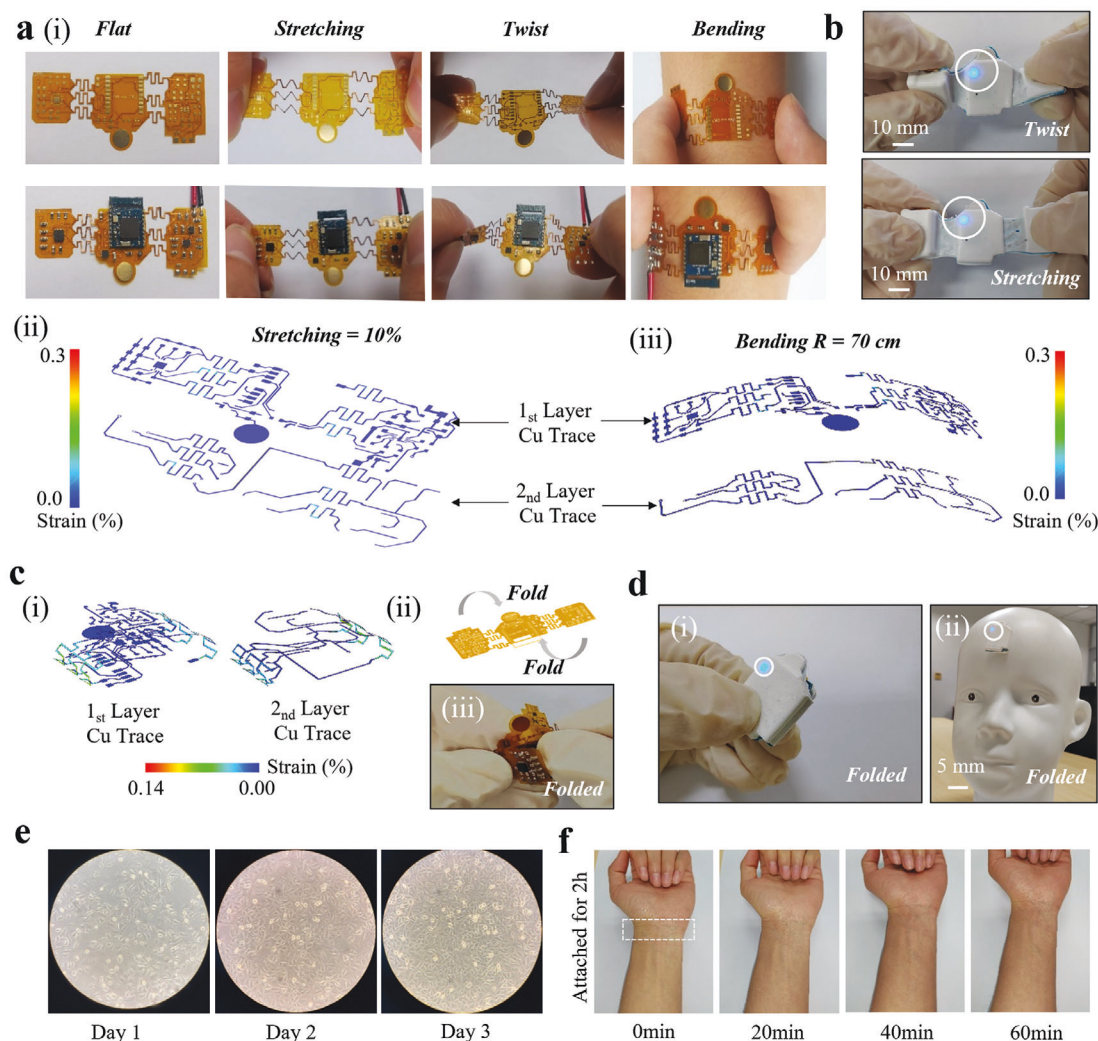 a (i) Flat Stretching Twist Bending
b
10 mm Twist
10 mm Stretching
(ii) Stretching = 10%
0.3
0.0
Strain (%)
1st Layer
Cu Trace
2nd Layer
Cu Trace
(iii) Bending R = 70 cm
0.3
0.0
Strain (%)
c
(i)
1st Layer
Cu Trace
2nd Layer
Cu Trace
Strain (%)
0.14 0.00
(ii) Fold
Fold
(iii)
Folded
d
(i)
Folded
(ii)
5 mm
Folded
e
Day 1 Day 2 Day 3
f
Attached for 2h
0min 20min 40min 60min